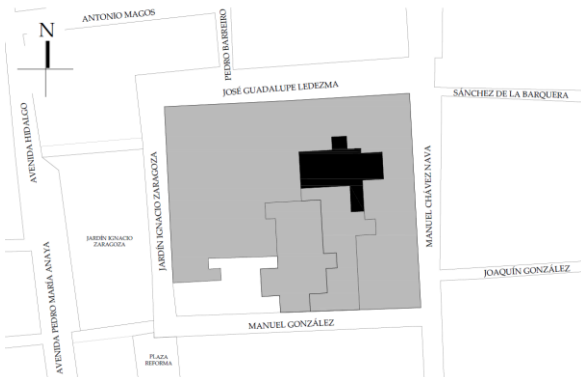 ANTONIO MAGOS
N
PEDRO BARREIRO
JOSÉ GUADALUPE LEDEZMA
SÁNCHEZ DE LA BARQUERA
AVENIDA HIDALGO
JARDÍN IGNACIO ZARAGOZA
MANUEL CHÁVEZ NAVA
JARDÍN IGNACIO
ZARAGOZA
JOAQUÍN GONZÁLEZ
AVENIDA PEDRO MARÍA ANAYA
MANUEL GONZÁLEZ
PLAZA
REFORMA